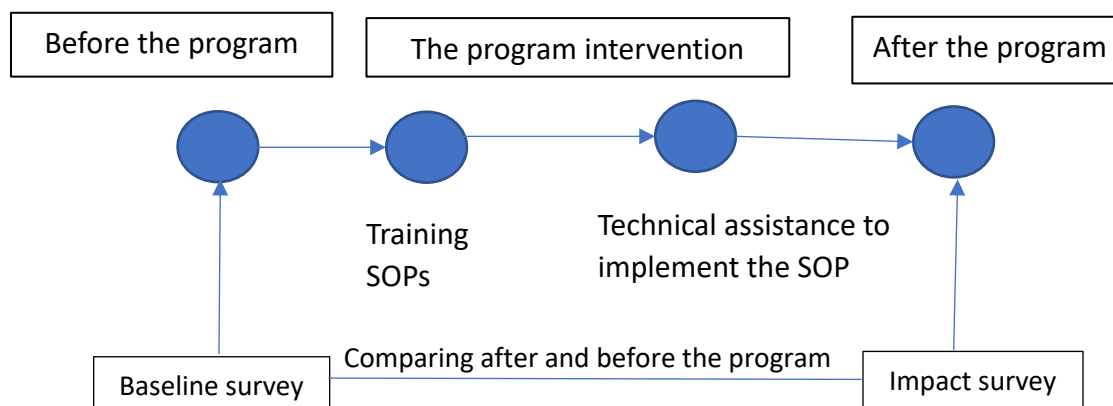 Before the program
The program intervention
After the program
Training
SOPs
Technical assistance to
implement the SOP
Comparing after and before the program
Baseline survey
Impact survey